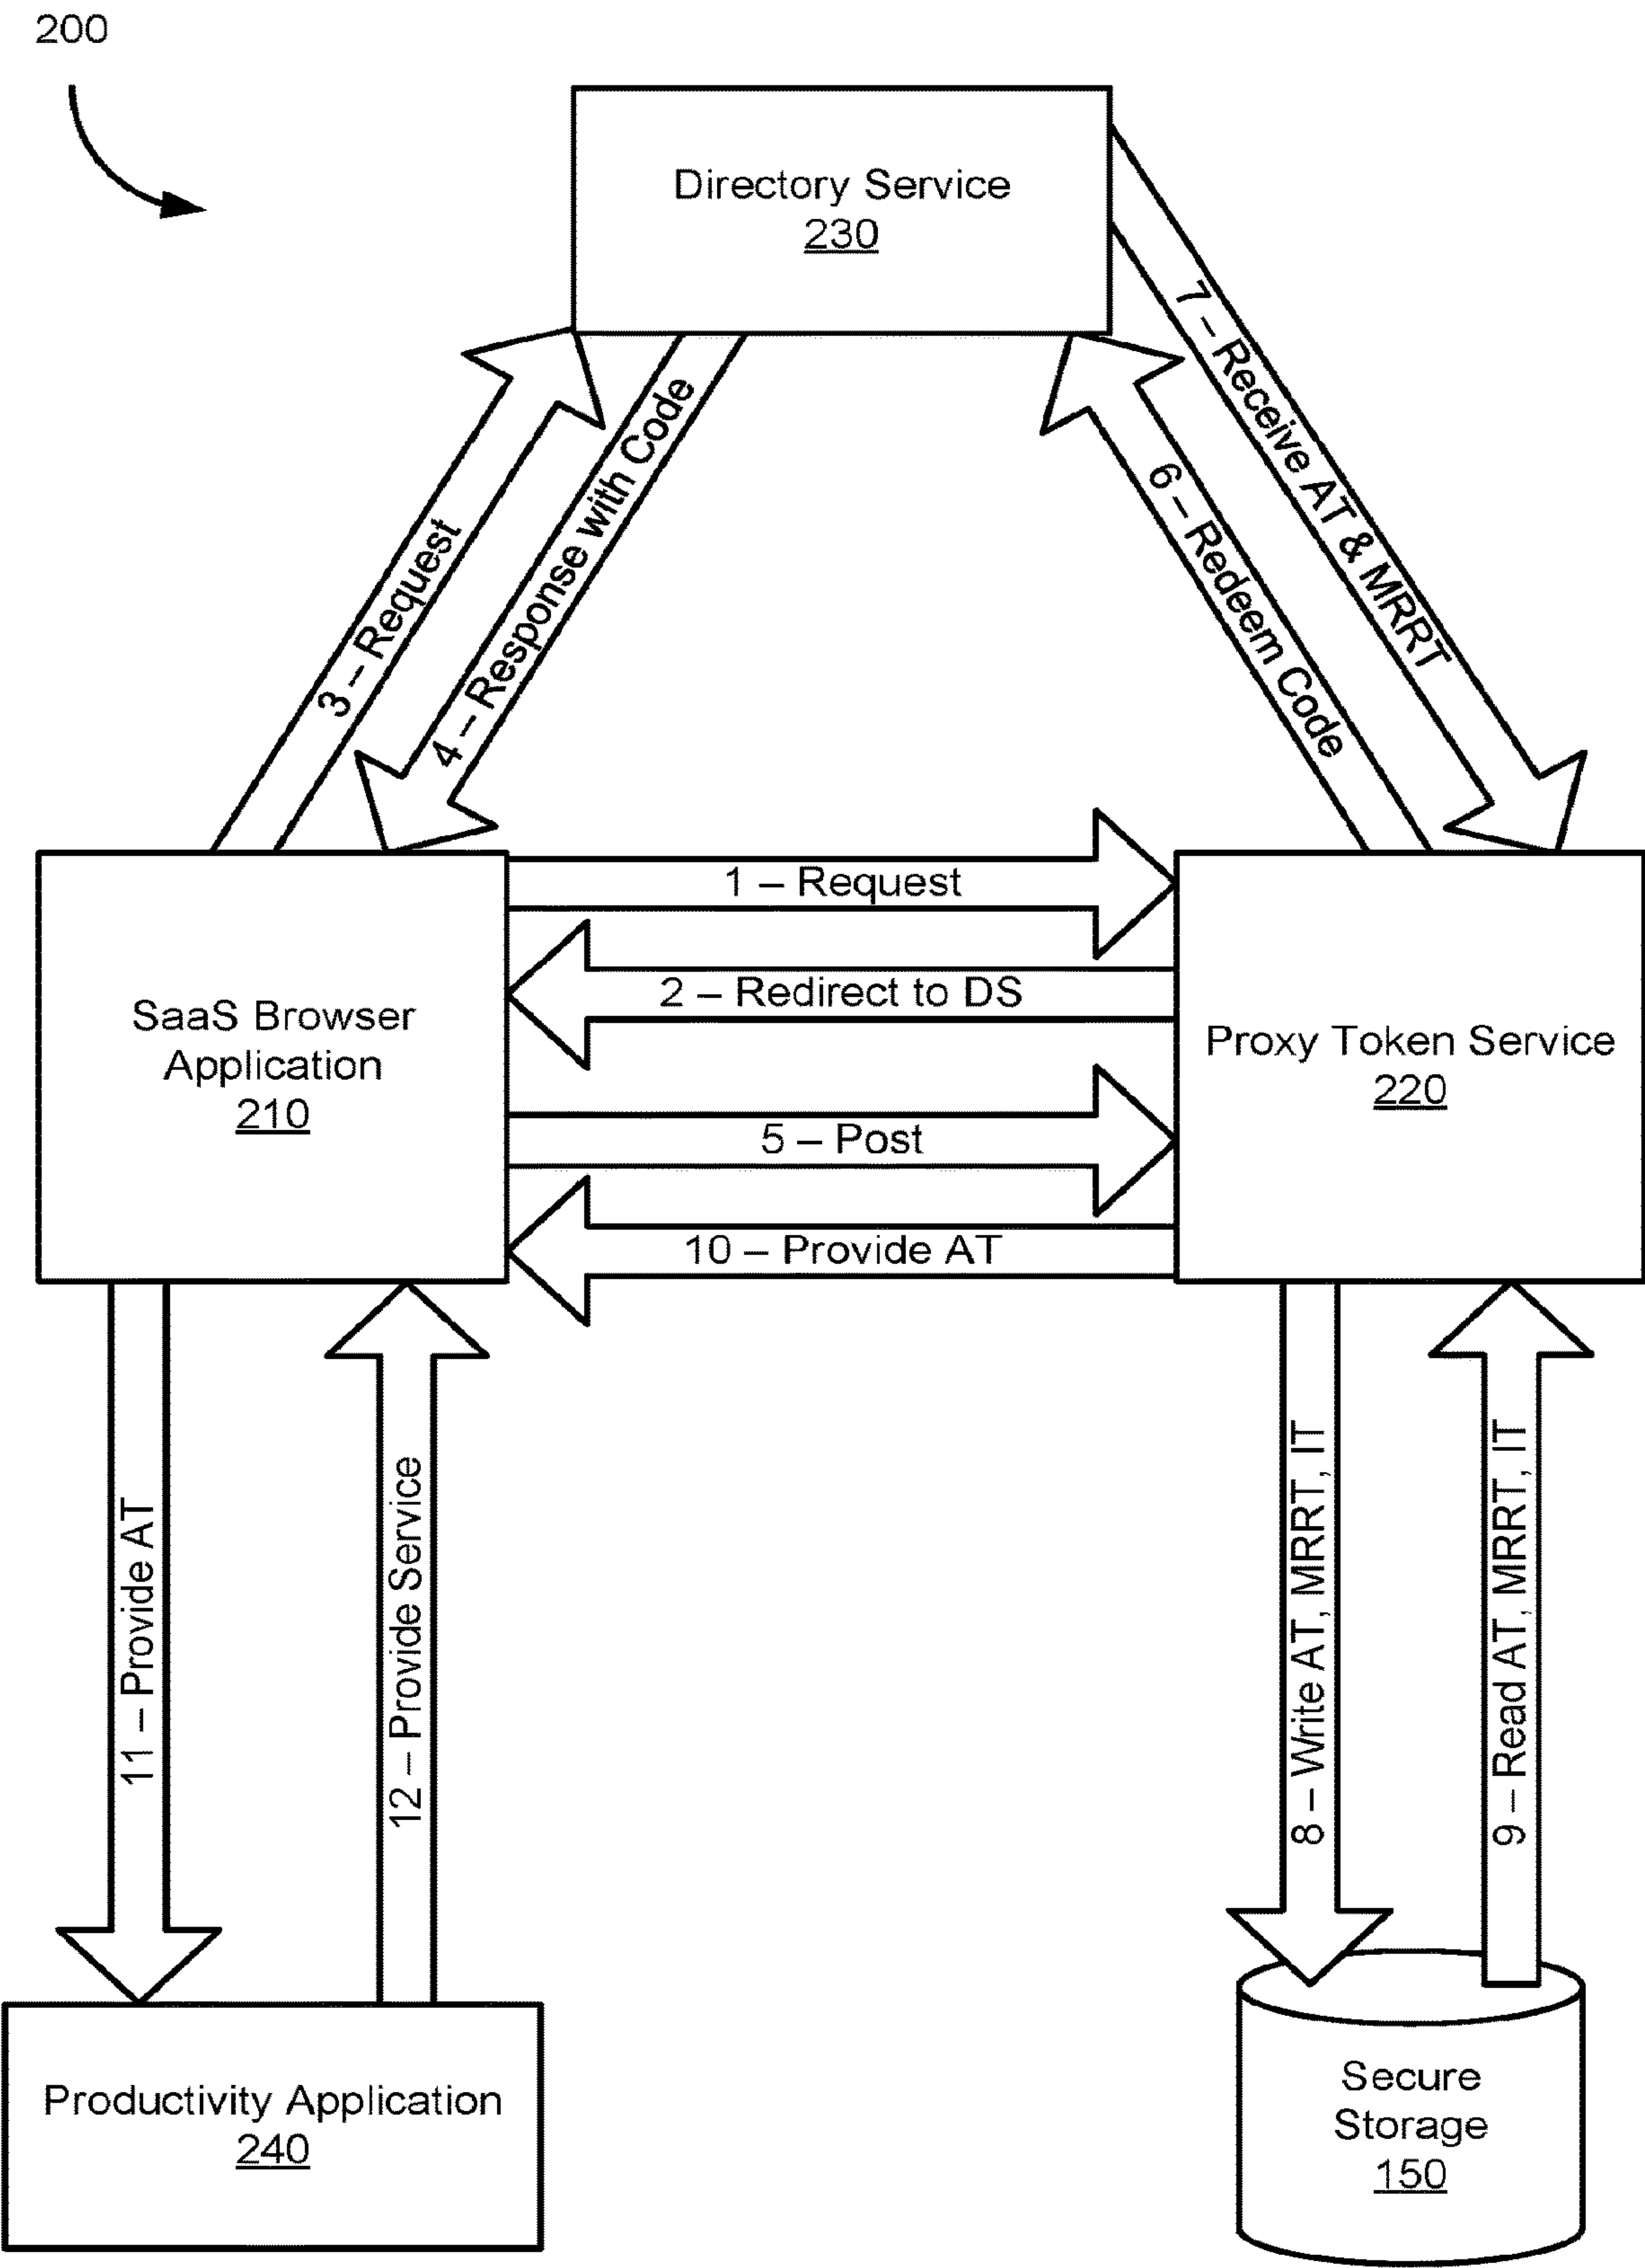 200
Directory Service
230
7 – Receive AT & MRRT
6 – Redeem Code
3 – Request
4 – Response with Code
1 – Request
2 – Redirect to DS
SaaS Browser
Application
210
Proxy Token Service
220
5 – Post
10 – Provide AT
11 – Provide AT
12 – Provide Service
8 – Write AT, MRRT, IT
9 – Read AT, MRRT, IT
Productivity Application
240
Secure
Storage
150